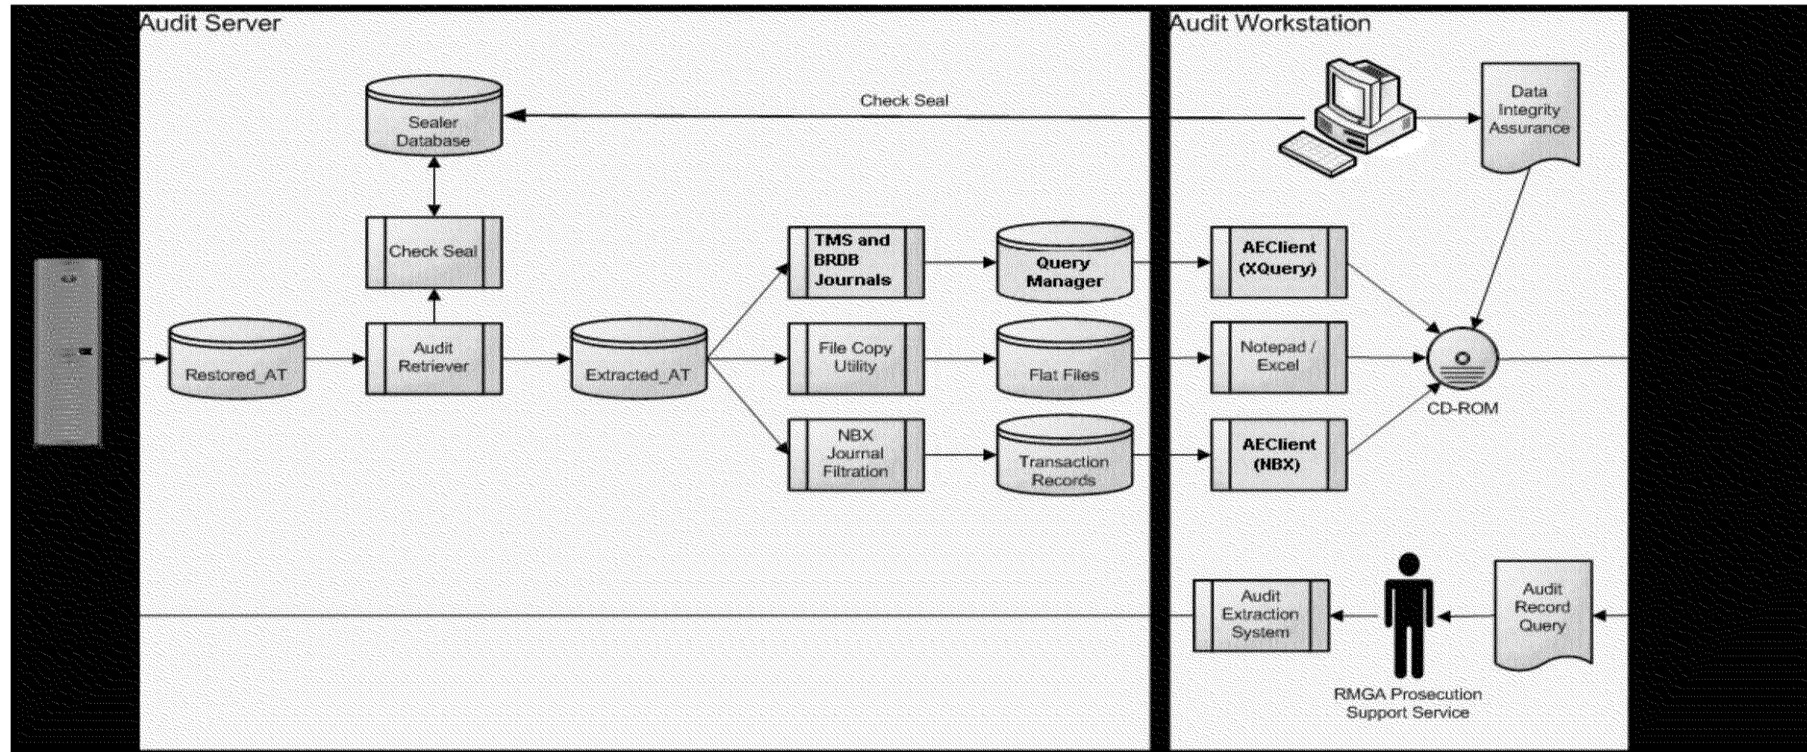 Audit Server
Audit Workstation
Check Seal
Sealer
Database
Data
Integrity
Assurance
Check Seal
TMS and
BRDB
Journals
Query
Manager
AEClient
(XQuery)
Restored_AT
Audit
Retriever
Extracted_AT
File Copy
Utility
Flat Files
Notepad /
Excel
CD-ROM
NBX
Journal
Filtration
Transaction
Records
AEClient
(NBX)
Audit
Extraction
System
Audit
Record
Query
RMGA Prosecution
Support Service